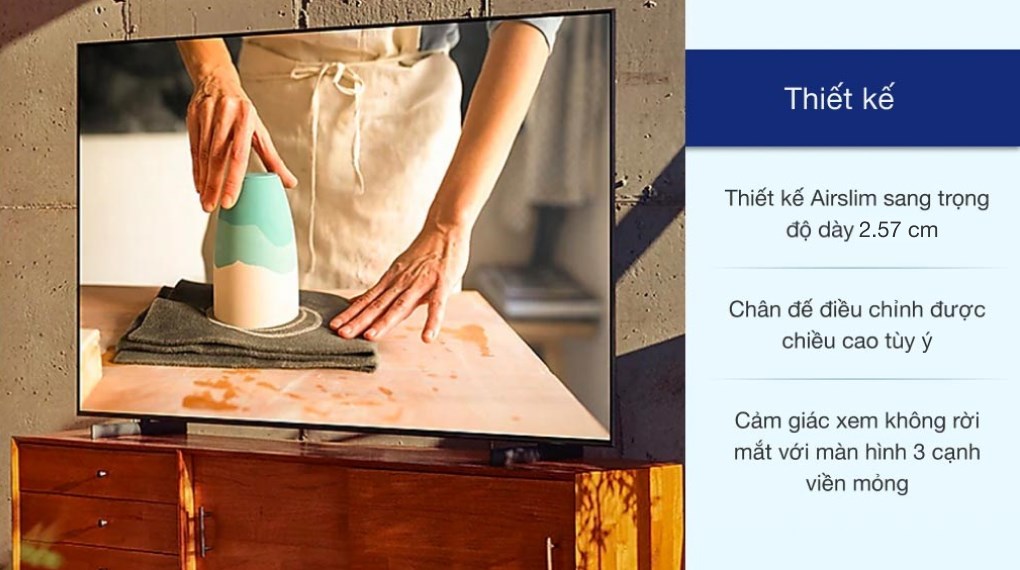 Thiết kế
Thiết kế Airslim sang trọng
độ dày 2.57 cm
Chân đế điều chỉnh được
chiều cao tùy ý
Cảm giác xem không rời
mắt với màn hình 3 cạnh
viền mỏng